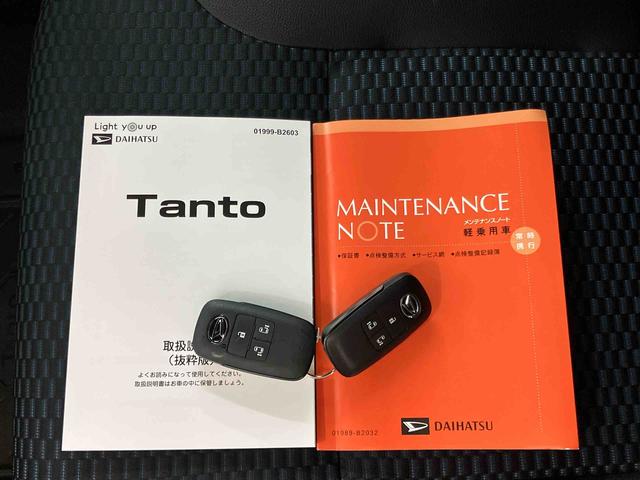 Light you up
DAIHATSU
01999-B2603
Tanto
取扱説
（抜粋版
よくお読みになって使用してください。
取扱説明書はお車の中に保管しましょう。
MAINTENANCE
NOTE
メンテナンスノート
軽乗用車
常時
携行
●保証書 ●点検整備方式 ●サービス網 ●点検整備記録簿
01989-B2032
DAIHATSU